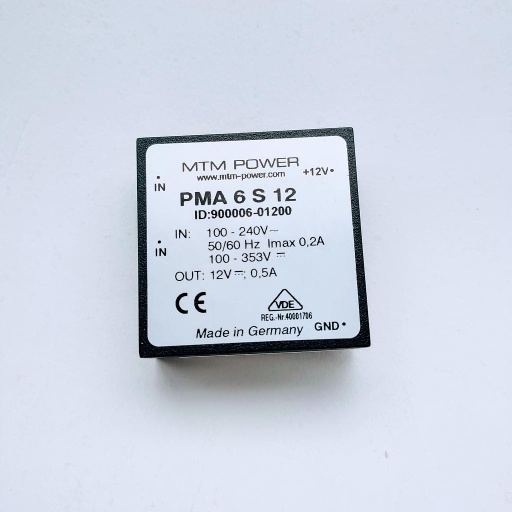 MTM POWER
www.mtm-power.com
+12V•
• IN
PMA 6 S 12
ID:900006-01200
• IN
IN: 100 - 240V~
50/60 Hz Imax 0,2A
100 - 353V ⎓
OUT: 12V⎓; 0,5A
CE
VDE
REG.-Nr.40001706
Made in Germany
GND •